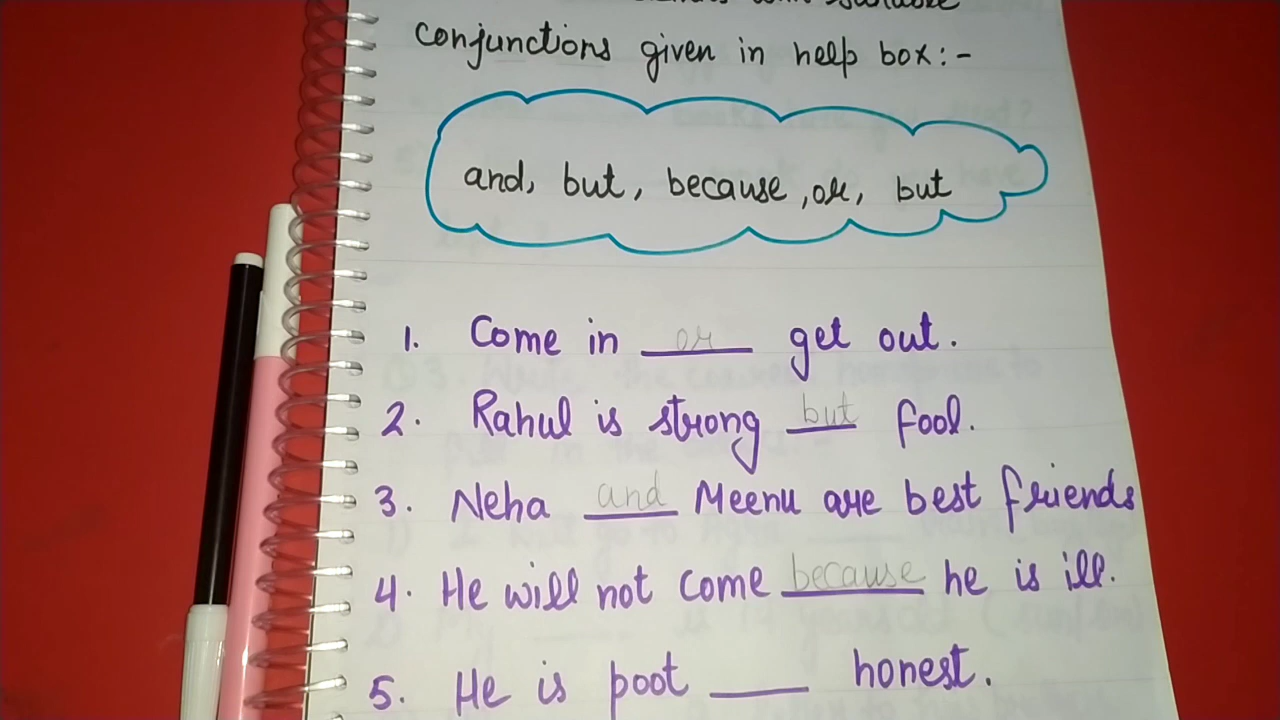 conjunctions given in help box:-
and, but, because, or, but
1. Come in or get out.
2. Rahul is strong but fool.
3. Neha and Meenu are best friends
4. He will not come because he is ill.
5. He is poot ____ honest.